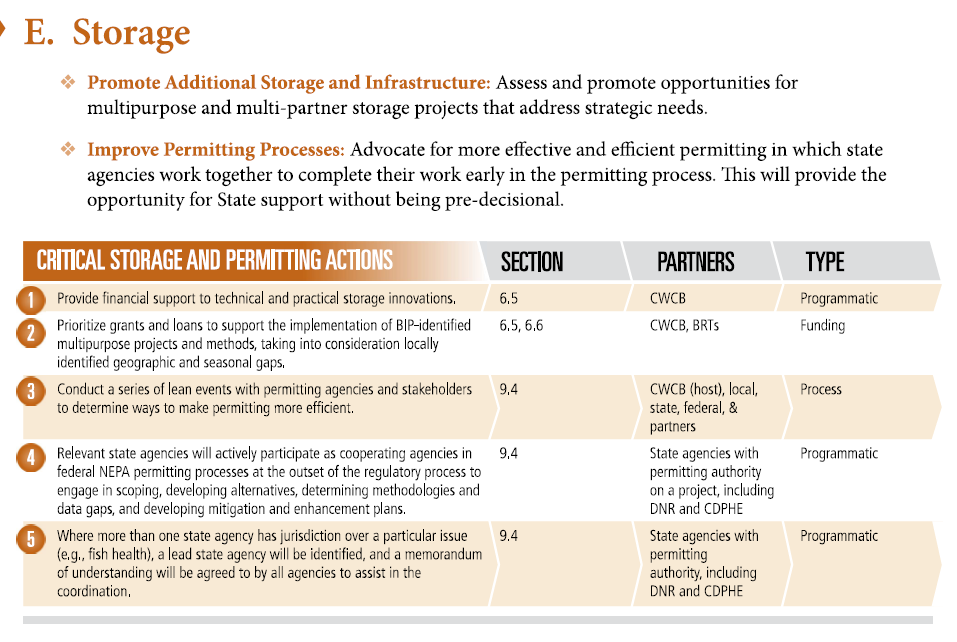 E. Storage
❖ Promote Additional Storage and Infrastructure: Assess and promote opportunities for
multipurpose and multi-partner storage projects that address strategic needs.
❖ Improve Permitting Processes: Advocate for more effective and efficient permitting in which state
agencies work together to complete their work early in the permitting process. This will provide the
opportunity for State support without being pre-decisional.
CRITICAL STORAGE AND PERMITTING ACTIONS SECTION PARTNERS TYPE
1 Provide financial support to technical and practical storage innovations. 6.5 CWCB Programmatic
2 Prioritize grants and loans to support the implementation of BIP-identified 6.5, 6.6 CWCB, BRTs Funding
multipurpose projects and methods, taking into consideration locally
identified geographic and seasonal gaps.
3 Conduct a series of lean events with permitting agencies and stakeholders 9.4 CWCB (host), local, Process
to determine ways to make permitting more efficient. state, federal, &
partners
4 Relevant state agencies will actively participate as cooperating agencies in 9.4 State agencies with Programmatic
federal NEPA permitting processes at the outset of the regulatory process to permitting authority
engage in scoping, developing alternatives, determining methodologies and on a project, including
data gaps, and developing mitigation and enhancement plans. DNR and CDPHE
5 Where more than one state agency has jurisdiction over a particular issue 9.4 State agencies with Programmatic
(e.g., fish health), a lead state agency will be identified, and a memorandum permitting
of understanding will be agreed to by all agencies to assist in the authority, including
coordination. DNR and CDPHE